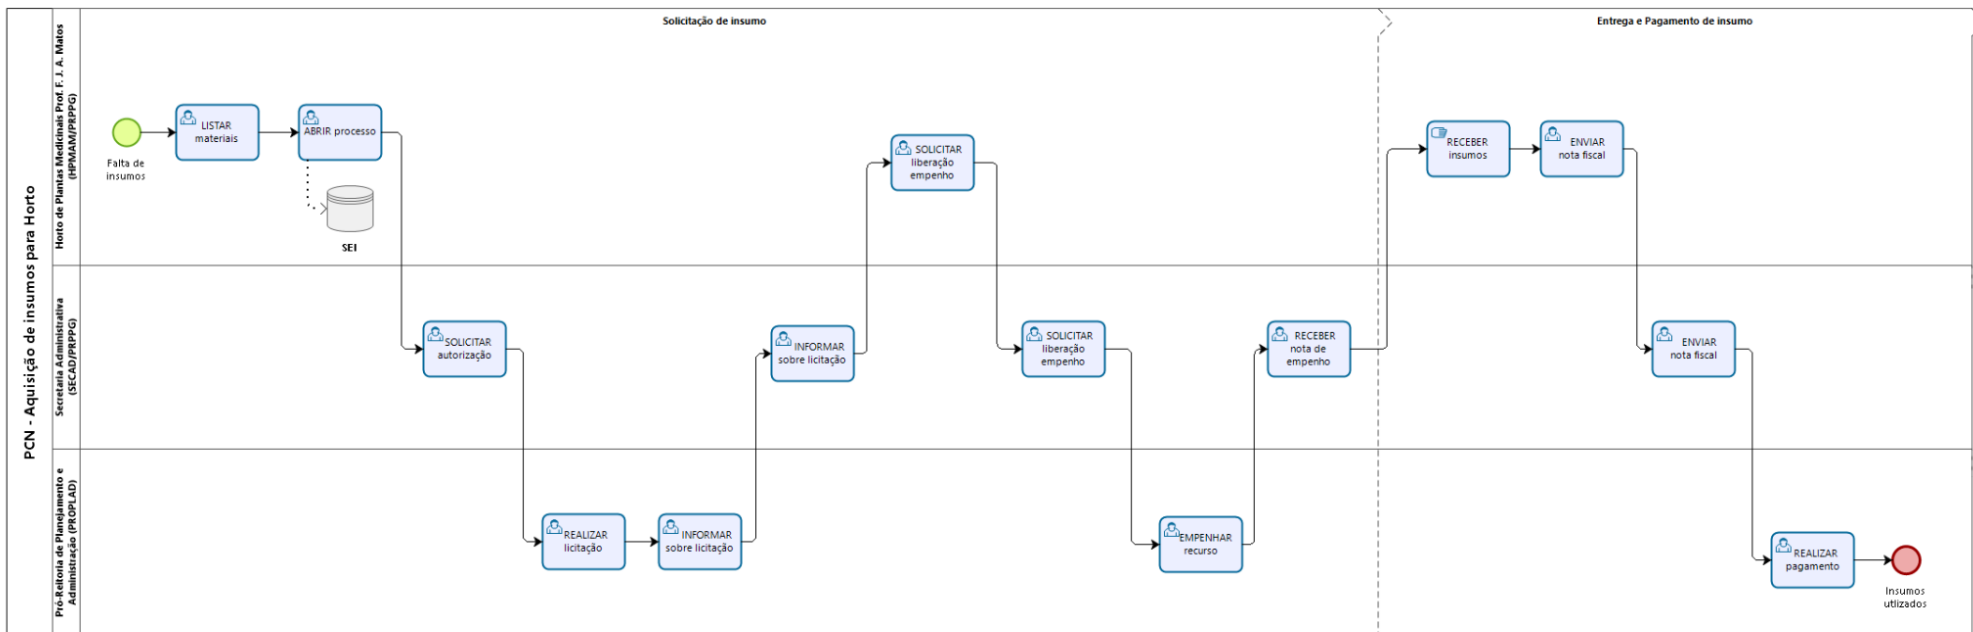 PCN - Aquisição de insumos para Horto
Solicitação de insumo
Entrega e Pagamento de insumo
Horto de Plantas Medicinais Prof. F. J. A. Matos
(HPMAM/PRPPG)
Falta de
insumos
LISTAR
materiais
ABRIR processo
SEI
SOLICITAR
liberação
empenho
RECEBER
insumos
ENVIAR
nota fiscal
Secretaria Administrativa
(SECAD/PRPPG)
SOLICITAR
autorização
INFORMAR
sobre licitação
SOLICITAR
liberação
empenho
RECEBER
nota de
empenho
ENVIAR
nota fiscal
Pró-Reitoria de Planejamento e
Administração (PROPLAD)
REALIZAR
licitação
INFORMAR
sobre licitação
EMPENHAR
recurso
REALIZAR
pagamento
Insumos
utlizados